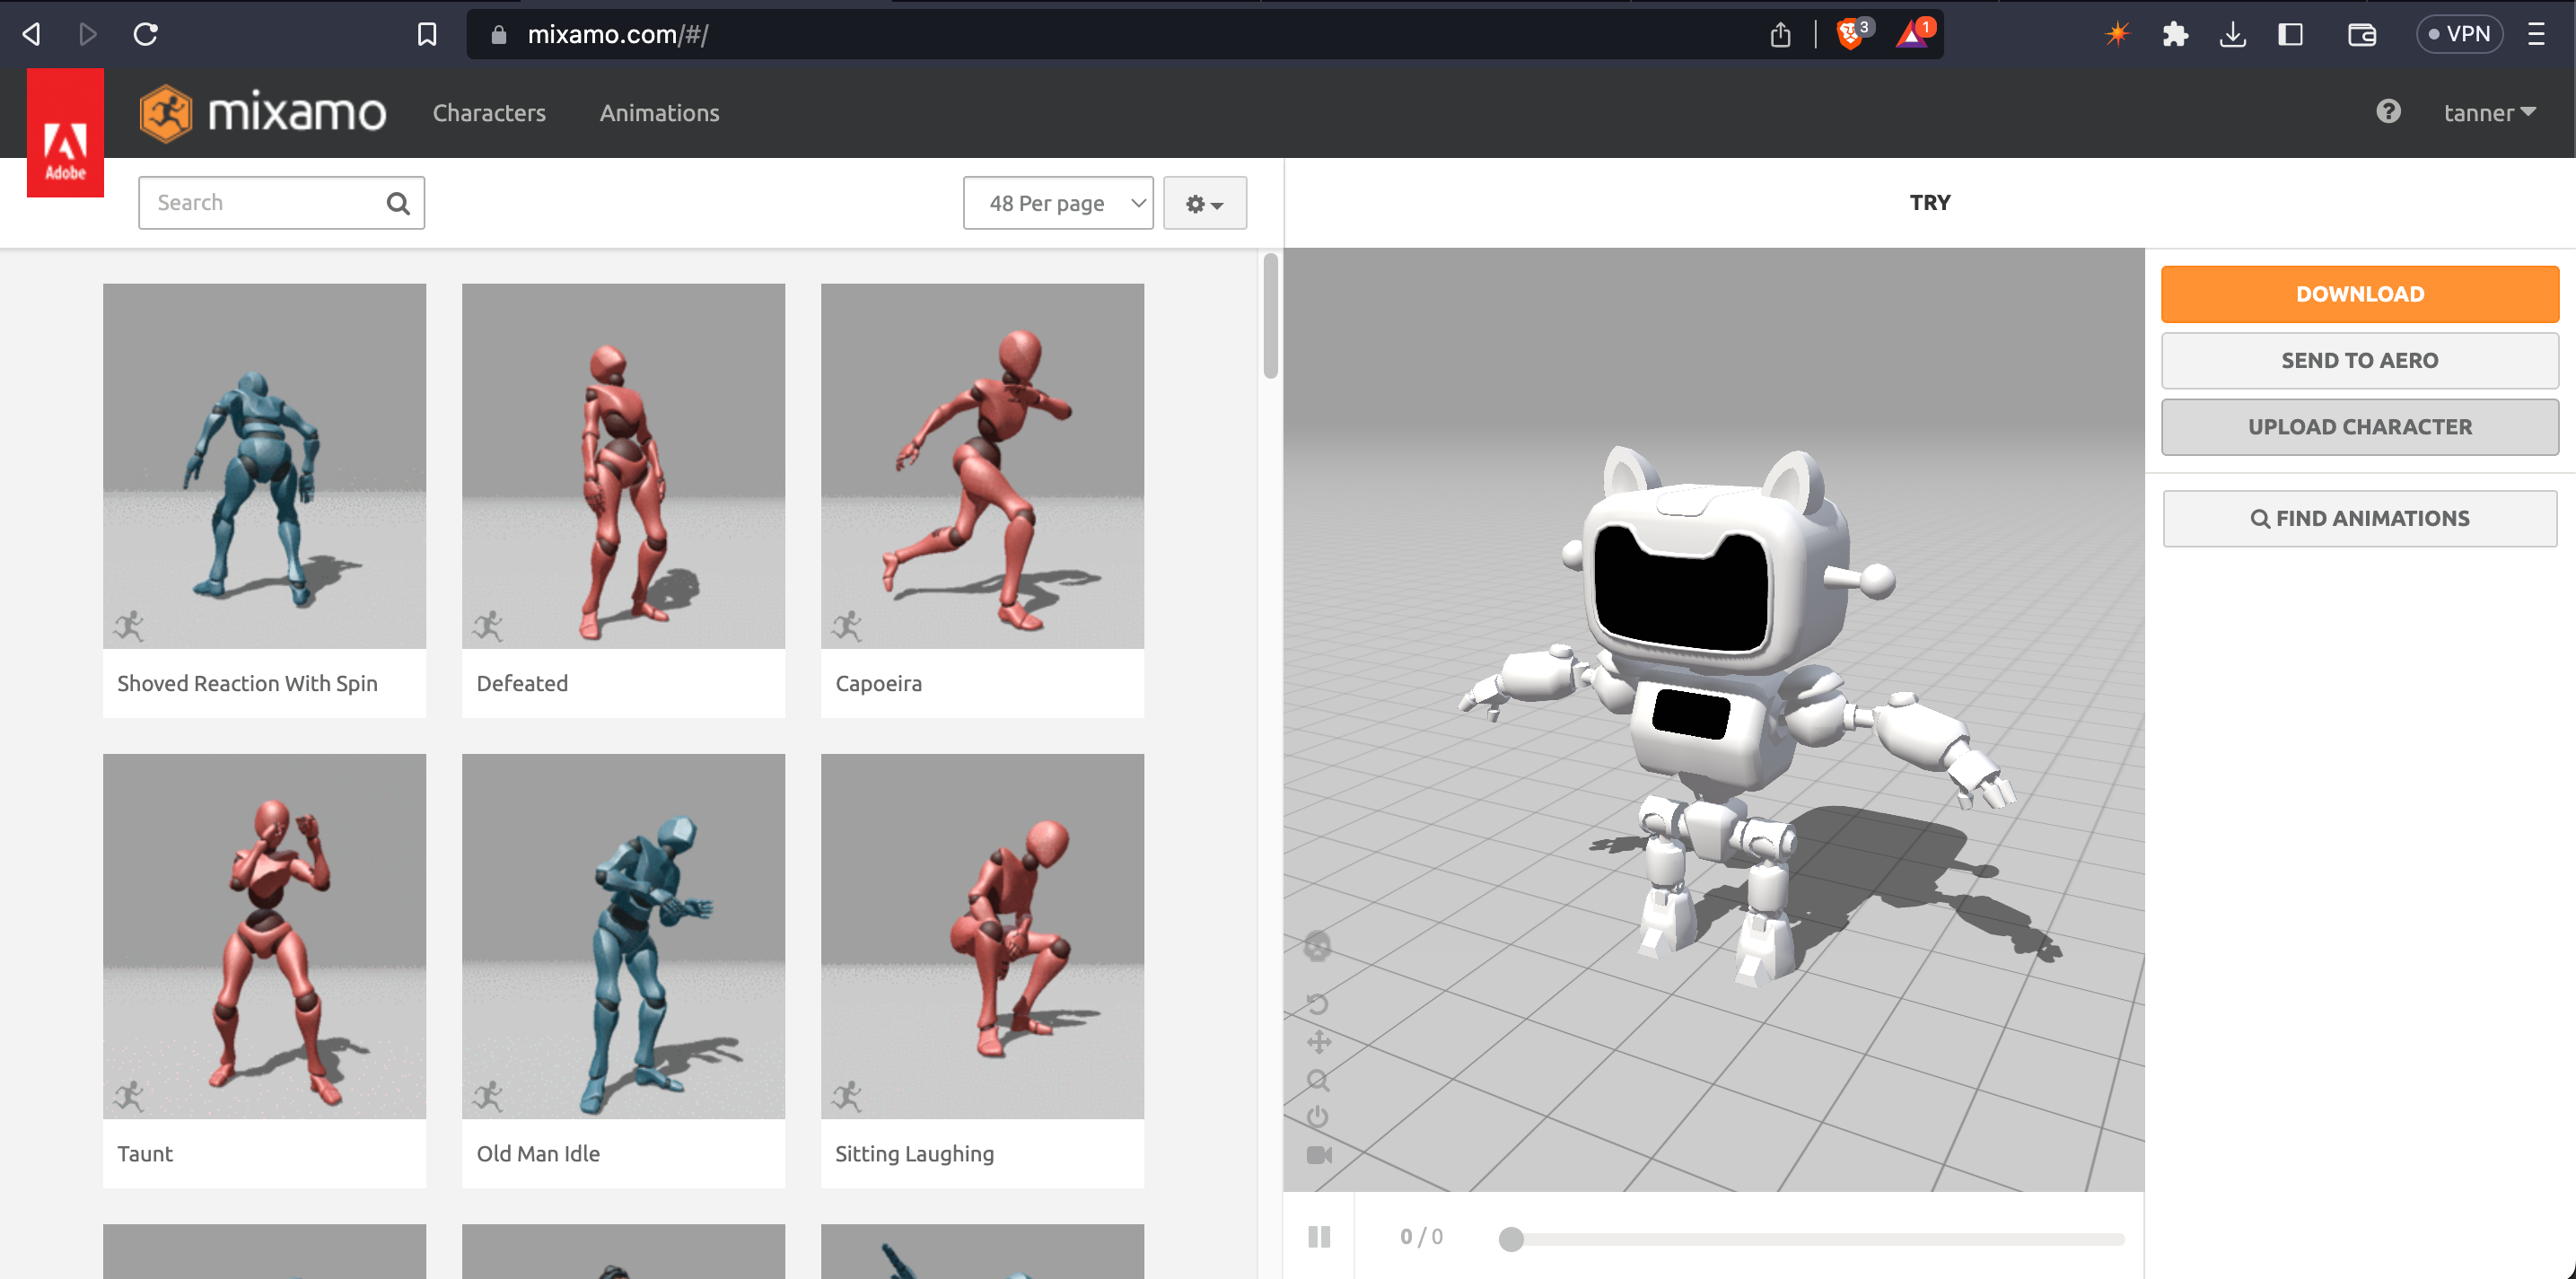 mixamo.com/#/
3
1
VPN
Adobe
mixamo
Characters
Animations
tanner
Search
48 Per page
TRY
DOWNLOAD
SEND TO AERO
UPLOAD CHARACTER
FIND ANIMATIONS
Shoved Reaction With Spin
Defeated
Capoeira
Taunt
Old Man Idle
Sitting Laughing
0 / 0